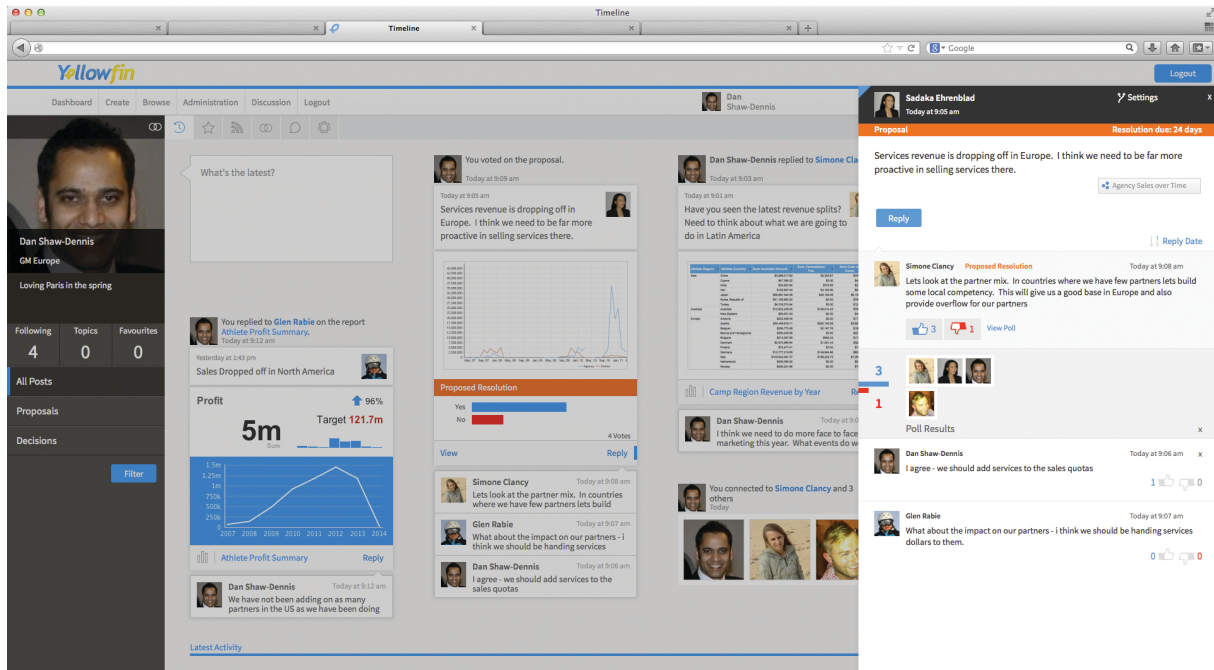 Timeline
Timeline
Google
Yellowfin
Logout
Dashboard Create Browse Administration Discussion Logout
Dan
Shaw-Dennis
Dan Shaw-Dennis
GM Europe
Loving Paris in the spring
Following Topics Favourites
4 0 0
All Posts
Proposals
Decisions
Filter
What's the latest?
You replied to Glen Rabie on the report
Athlete Profit Summary.
Today at 9:12 am
Yesterday at 1:43 pm
Sales Dropped off in North America
Profit
96%
5m
Sum
Target 121.7m
1.5m
1.25m
1m
750k
500k
250k
0
2007 2008 2009 2010 2011 2012 2013 2014
Athlete Profit Summary Reply
Dan Shaw-Dennis Today at 9:12 am
We have not been adding on as many
partners in the US as we have been doing
Latest Activity
You voted on the proposal.
Today at 9:09 am
Today at 9:05 am
Services revenue is dropping off in
Europe. I think we need to be far more
proactive in selling services there.
Proposed Resolution
Yes
No
4 Votes
View Reply
Simone Clancy Today at 9:08 am
Lets look at the partner mix. In countries
where we have few partners lets build
Glen Rabie Today at 9:07 am
What about the impact on our partners - i
think we should be handing services
Dan Shaw-Dennis Today at 9:06 am
I agree - we should add services to the
sales quotas
Dan Shaw-Dennis replied to Simone Cla
Today at 9:03 am
Today at 9:01 am
Have you seen the latest revenue splits?
Need to think about what we are going to
do in Latin America
Camp Region Revenue by Year Re
Dan Shaw-Dennis Today at 9:0
I think we need to do more face to face
marketing this year. What events do w
You connected to Simone Clancy and 3
others
Today
Sadaka Ehrenblad
Today at 9:05 am
Settings x
Proposal Resolution due: 24 days
Services revenue is dropping off in Europe. I think we need to be far more
proactive in selling services there.
Agency Sales over Time
Reply
Reply Date
Simone Clancy Proposed Resolution Today at 9:08 am
Lets look at the partner mix. In countries where we have few partners lets build
some local competency. This will give us a good base in Europe and also
provide overflow for our partners
3 1 View Poll
3
1
Poll Results x
Dan Shaw-Dennis Today at 9:06 am x
I agree - we should add services to the sales quotas
1 0
Glen Rabie Today at 9:07 am
What about the impact on our partners - i think we should be handing services
dollars to them.
0 0